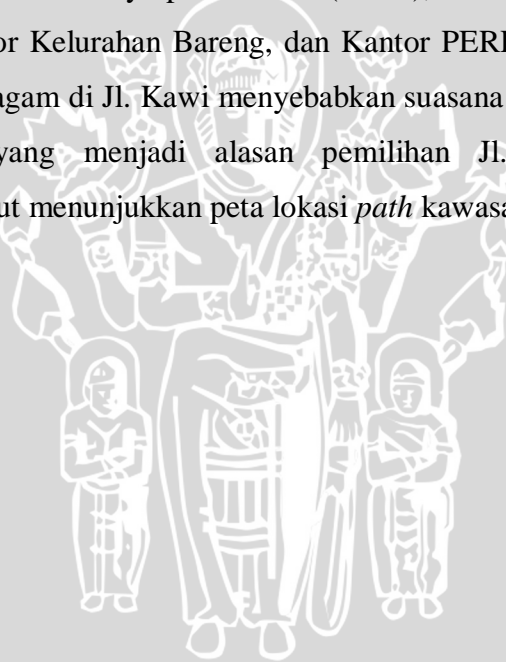 or Kelurahan Bareng, dan Kantor PERI
agam di Jl. Kawi menyebabkan suasana
yang menjadi alasan pemilihan Jl.
ut menunjukkan peta lokasi path kawasa